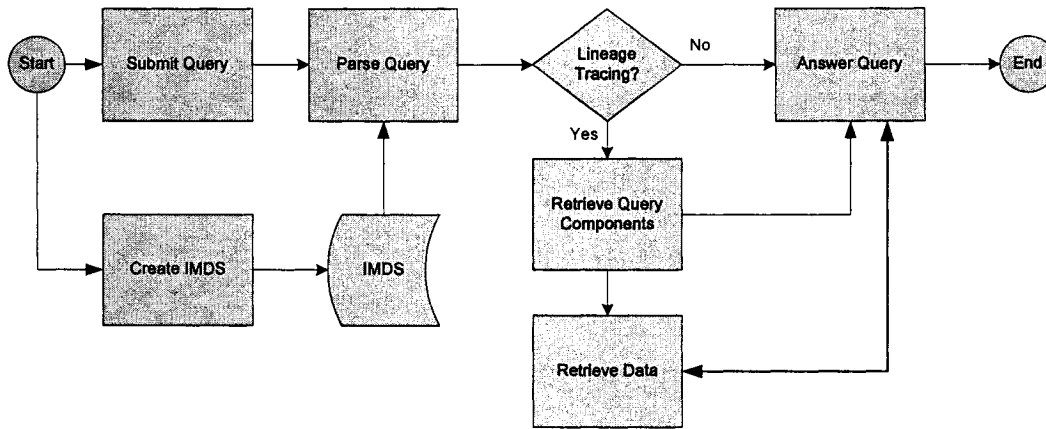 Start
Submit Query
Parse Query
Lineage
Tracing?
No
Answer Query
End
Yes
Retrieve Query
Components
Create IMDS
IMDS
Retrieve Data